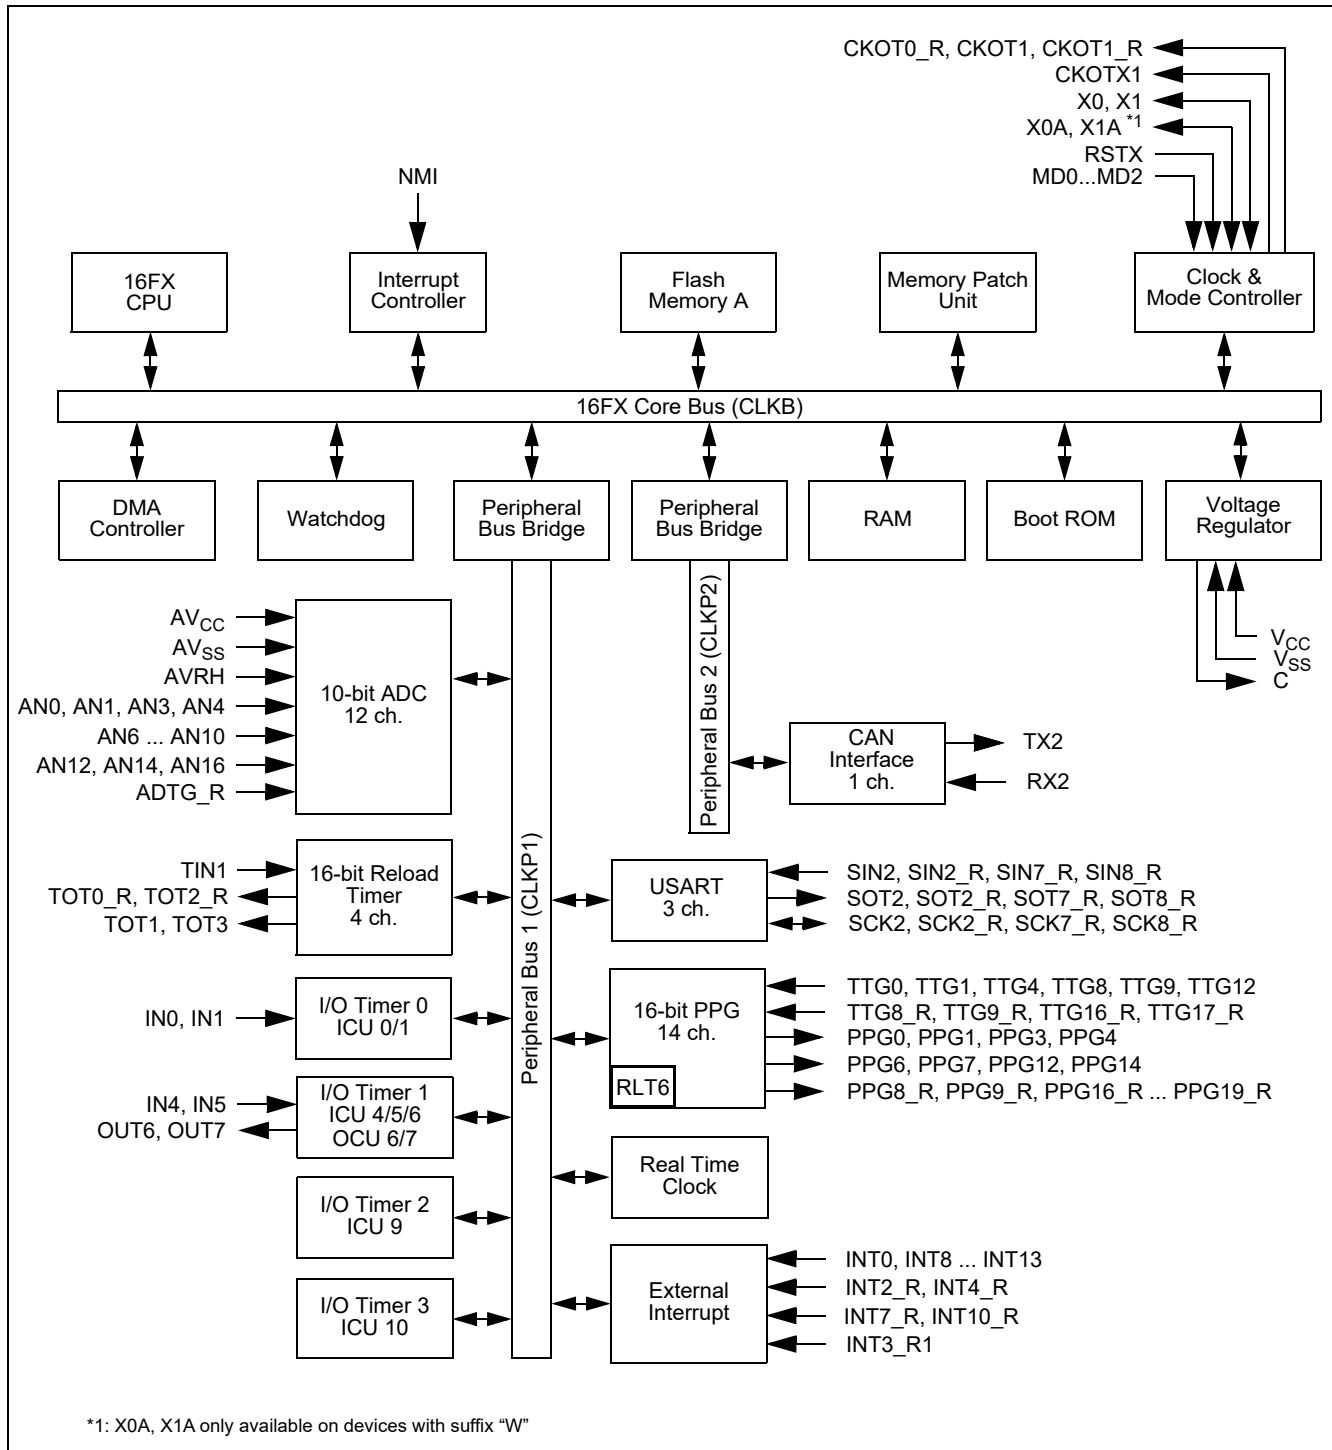 CKOT0_R, CKOT1, CKOT1_R
CKOTX1
X0, X1
X0A, X1A *1
RSTX
MD0...MD2
NMI
16FX
CPU
Interrupt
Controller
Flash
Memory A
Memory Patch
Unit
Clock &
Mode Controller
16FX Core Bus (CLKB)
DMA
Controller
Watchdog
Peripheral
Bus Bridge
Peripheral
Bus Bridge
RAM
Boot ROM
Voltage
Regulator
VCC
VSS
C
AVCC
AVSS
AVRH
AN0, AN1, AN3, AN4
AN6 ... AN10
AN12, AN14, AN16
ADTG_R
10-bit ADC
12 ch.
Peripheral Bus 1 (CLKP1)
Peripheral Bus 2 (CLKP2)
CAN
Interface
1 ch.
TX2
RX2
TIN1
TOT0_R, TOT2_R
TOT1, TOT3
16-bit Reload
Timer
4 ch.
USART
3 ch.
SIN2, SIN2_R, SIN7_R, SIN8_R
SOT2, SOT2_R, SOT7_R, SOT8_R
SCK2, SCK2_R, SCK7_R, SCK8_R
IN0, IN1
I/O Timer 0
ICU 0/1
16-bit PPG
14 ch.
RLT6
TTG0, TTG1, TTG4, TTG8, TTG9, TTG12
TTG8_R, TTG9_R, TTG16_R, TTG17_R
PPG0, PPG1, PPG3, PPG4
PPG6, PPG7, PPG12, PPG14
PPG8_R, PPG9_R, PPG16_R ... PPG19_R
IN4, IN5
OUT6, OUT7
I/O Timer 1
ICU 4/5/6
OCU 6/7
Real Time
Clock
I/O Timer 2
ICU 9
I/O Timer 3
ICU 10
External
Interrupt
INT0, INT8 ... INT13
INT2_R, INT4_R
INT7_R, INT10_R
INT3_R1
*1: X0A, X1A only available on devices with suffix “W”